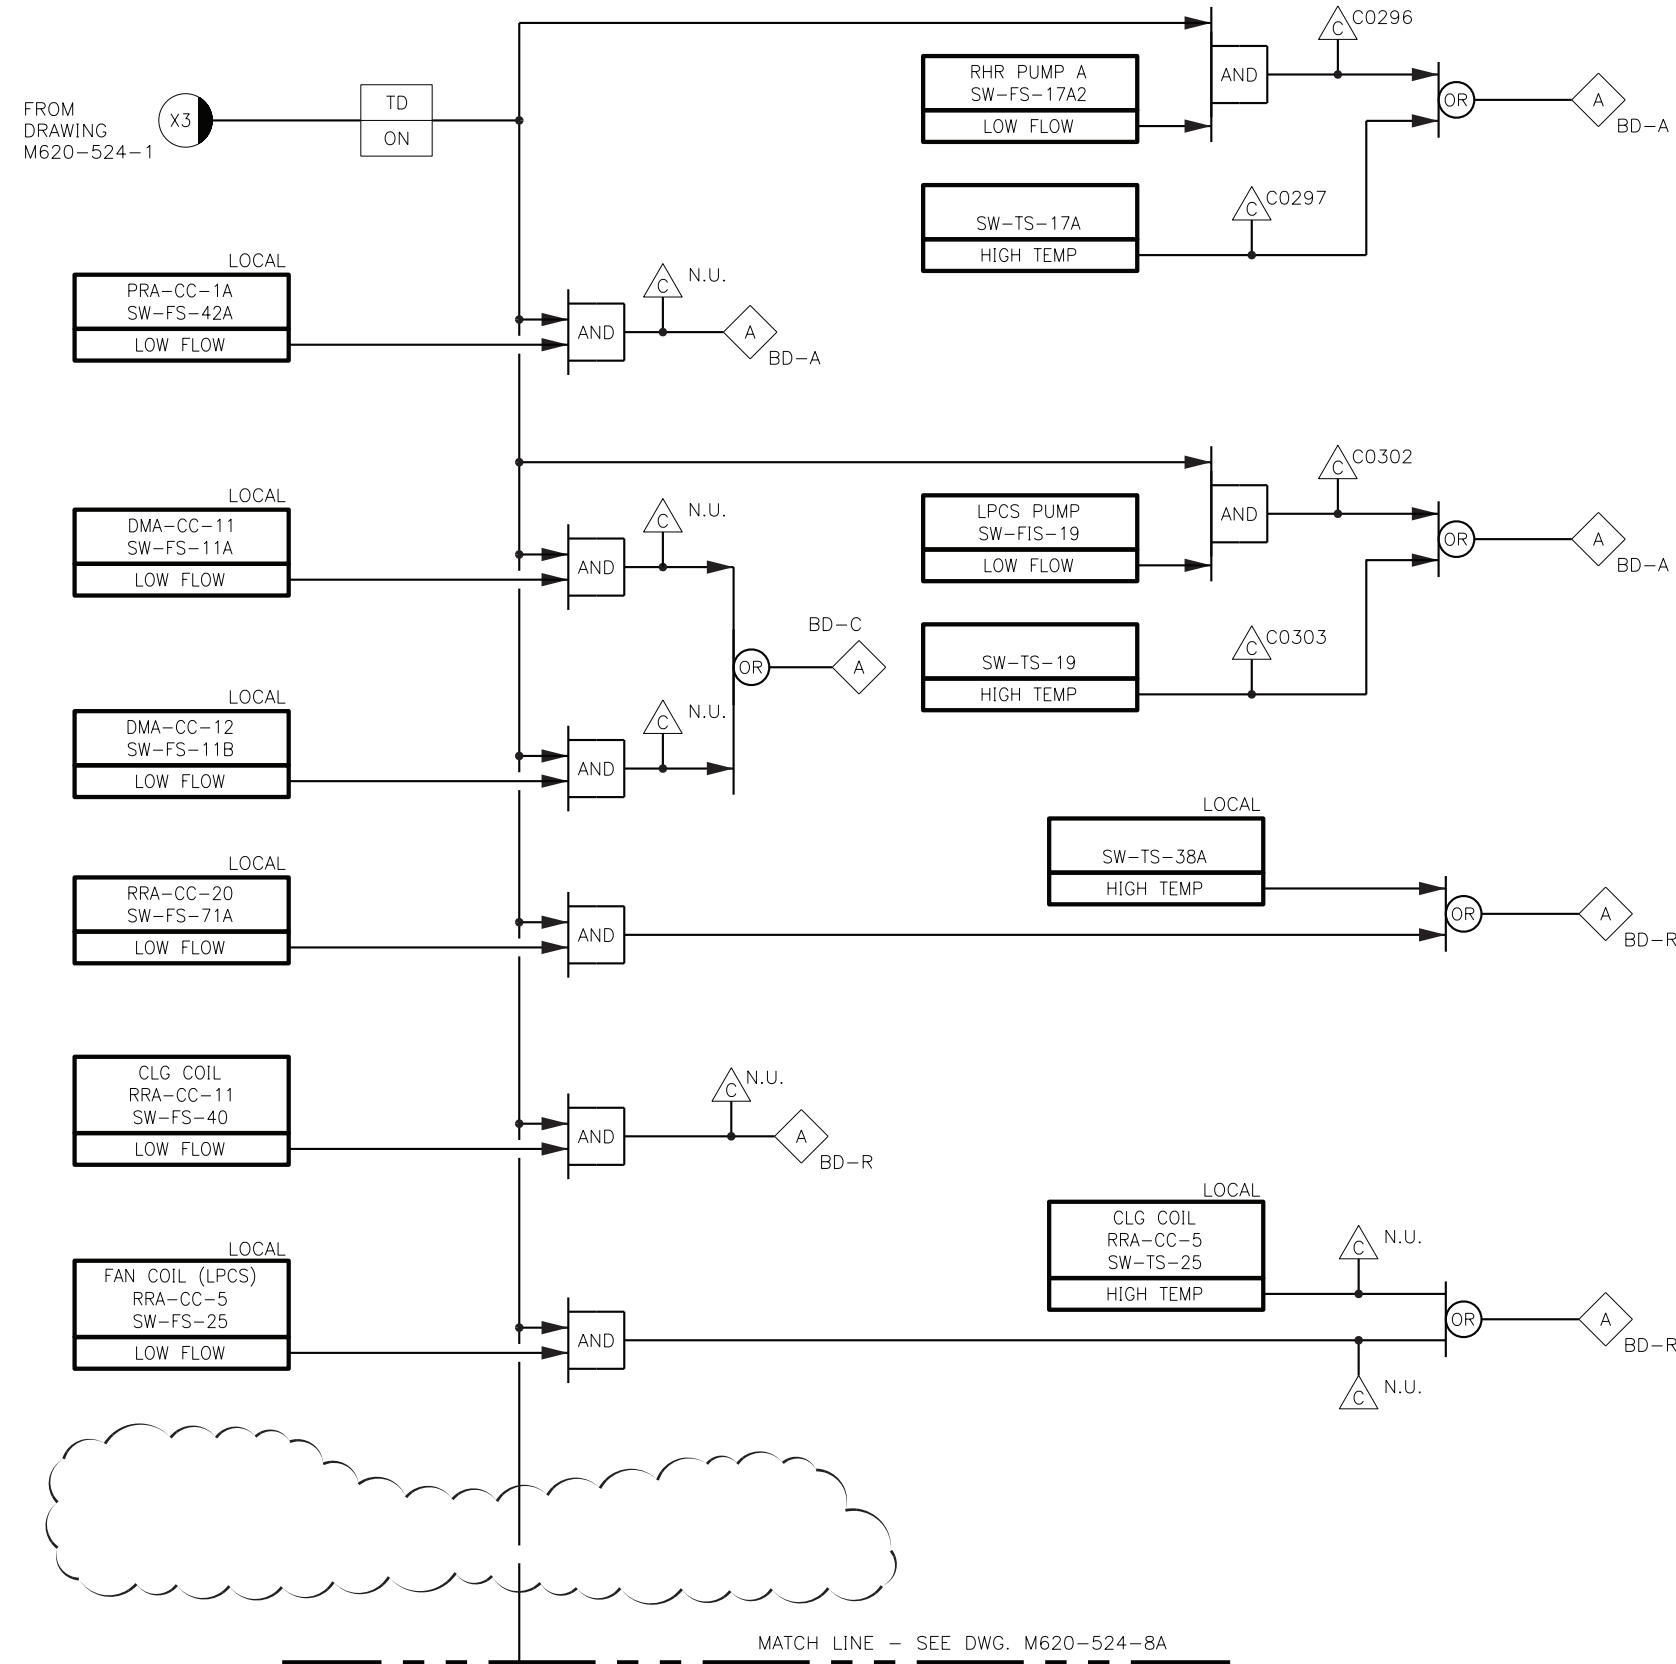 C
C0296
RHR PUMP A
SW-FS-17A2
LOW FLOW
AND
OR
A
BD-A
FROM
DRAWING
M620-524-1
X3
TD
ON
SW-TS-17A
HIGH TEMP
C
C0297
LOCAL
PRA-CC-1A
SW-FS-42A
LOW FLOW
AND
C
N.U.
A
BD-A
C
C0302
LPCS PUMP
SW-FIS-19
LOW FLOW
AND
OR
A
BD-A
LOCAL
DMA-CC-11
SW-FS-11A
LOW FLOW
AND
C
N.U.
BD-C
OR
A
SW-TS-19
HIGH TEMP
C
C0303
LOCAL
DMA-CC-12
SW-FS-11B
LOW FLOW
AND
C
N.U.
LOCAL
SW-TS-38A
HIGH TEMP
OR
A
BD-R
LOCAL
RRA-CC-20
SW-FS-71A
LOW FLOW
AND
CLG COIL
RRA-CC-11
SW-FS-40
LOW FLOW
AND
C
N.U.
A
BD-R
LOCAL
CLG COIL
RRA-CC-5
SW-TS-25
HIGH TEMP
C
N.U.
OR
A
BD-R
LOCAL
FAN COIL (LPCS)
RRA-CC-5
SW-FS-25
LOW FLOW
AND
C
N.U.
MATCH LINE - SEE DWG. M620-524-8A